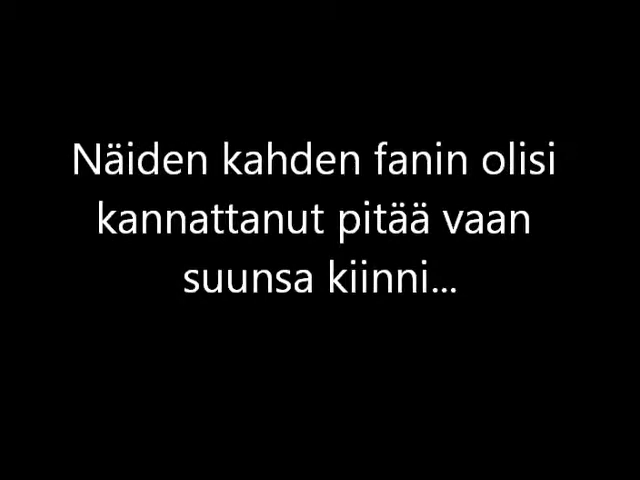 Näiden kahden fanin olisi
kannattanut pitää vaan
suunsa kiinni...